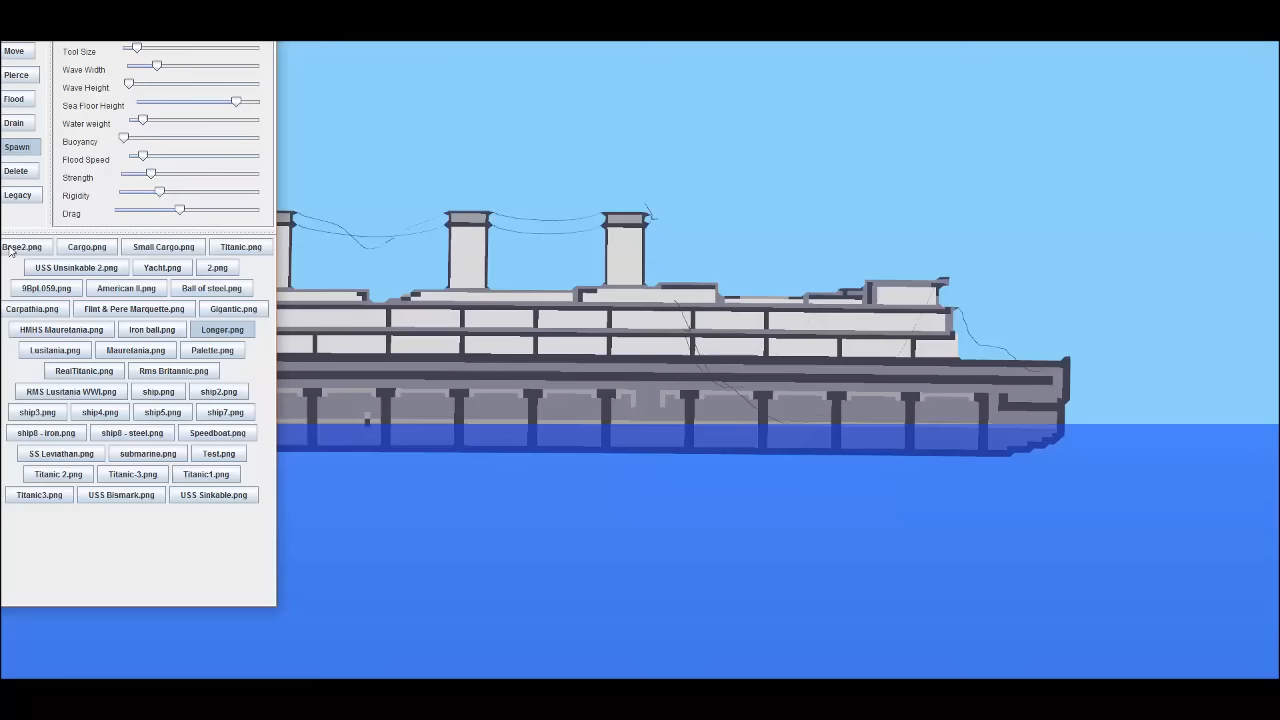 Move
Tool Size
Wave Width
Pierce
Wave Height
Flood
Sea Floor Height
Drain
Water weight
Buoyancy
Spawn
Flood Speed
Delete
Strength
Legacy
Rigidity
Drag
Cargo.png Small Cargo.png Titanic.png
USS Unsinkable 2.png Yacht.png 2.png
9BpL059.png American II.png Ball of steel.png
Carpathia.png Flint & Pere Marquette.png Gigantic.png
HMHS Mauretania.png Iron ball.png Longer.png
Lusitania.png Mauretania.png Palette.png
RealTitanic.png Rms Britannic.png
RMS Lusitania WWI.png ship.png ship2.png
ship3.png ship4.png ship5.png ship7.png
ship8 - iron.png ship8 - steel.png Speedboat.png
SS Leviathan.png submarine.png Test.png
Titanic 2.png Titanic-3.png Titanic1.png
Titanic3.png USS Bismark.png USS Sinkable.png